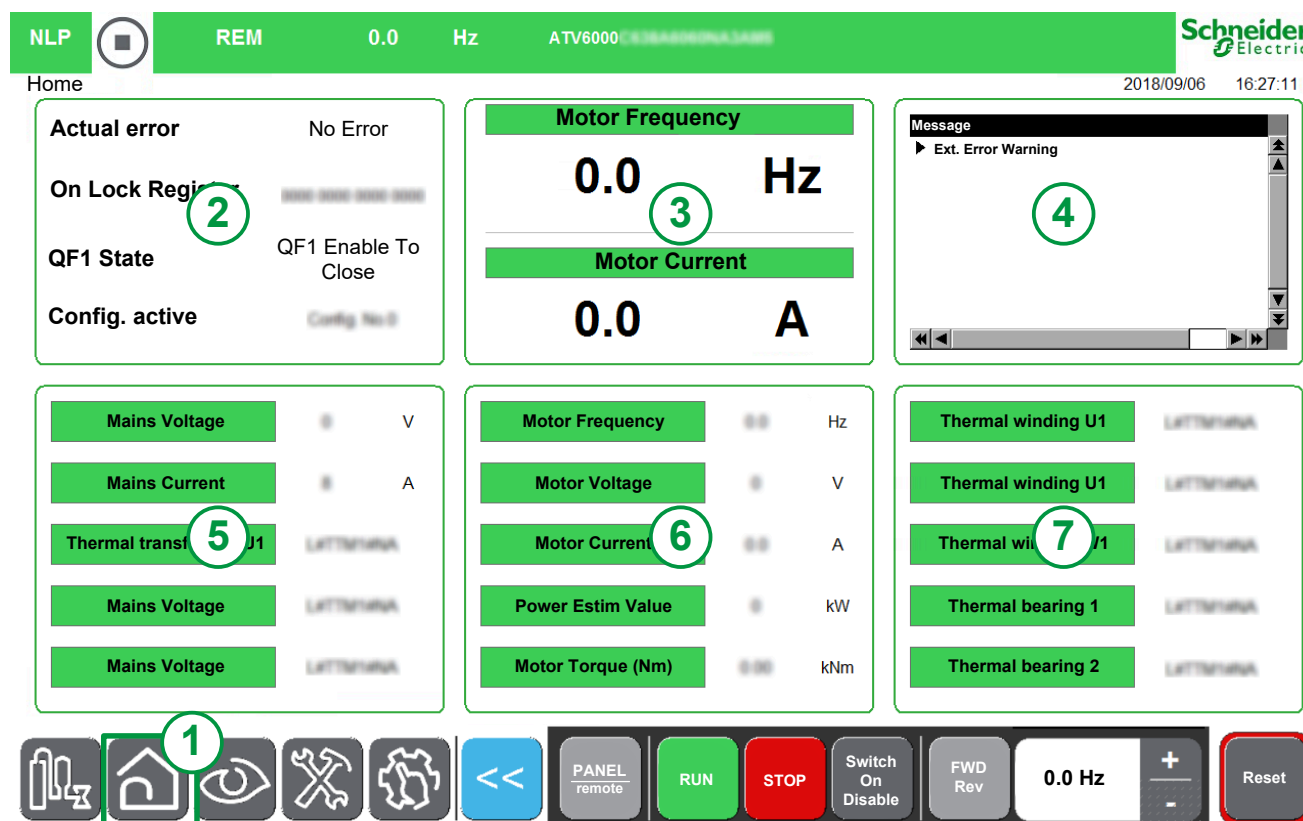 NLP REM 0.0 Hz ATV6000
Schneider
Electric
Home 2018/09/06 16:27:11
Actual error No Error
On Lock Register
2
QF1 State QF1 Enable To
Close
Config. active
Motor Frequency
0.0 Hz
3
Motor Current
0.0 A
Message
Ext. Error Warning
4
Mains Voltage V
Mains Current A
Thermal transf U1
5
Mains Voltage
Mains Voltage
Motor Frequency Hz
Motor Voltage V
Motor Current A
6
Power Estim Value kW
Motor Torque (Nm) kNm
Thermal winding U1
Thermal winding U1
Thermal winding V1
7
Thermal bearing 1
Thermal bearing 2
1
<<
PANEL
remote
RUN
STOP
Switch
On
Disable
FWD
Rev
0.0 Hz
+
-
Reset